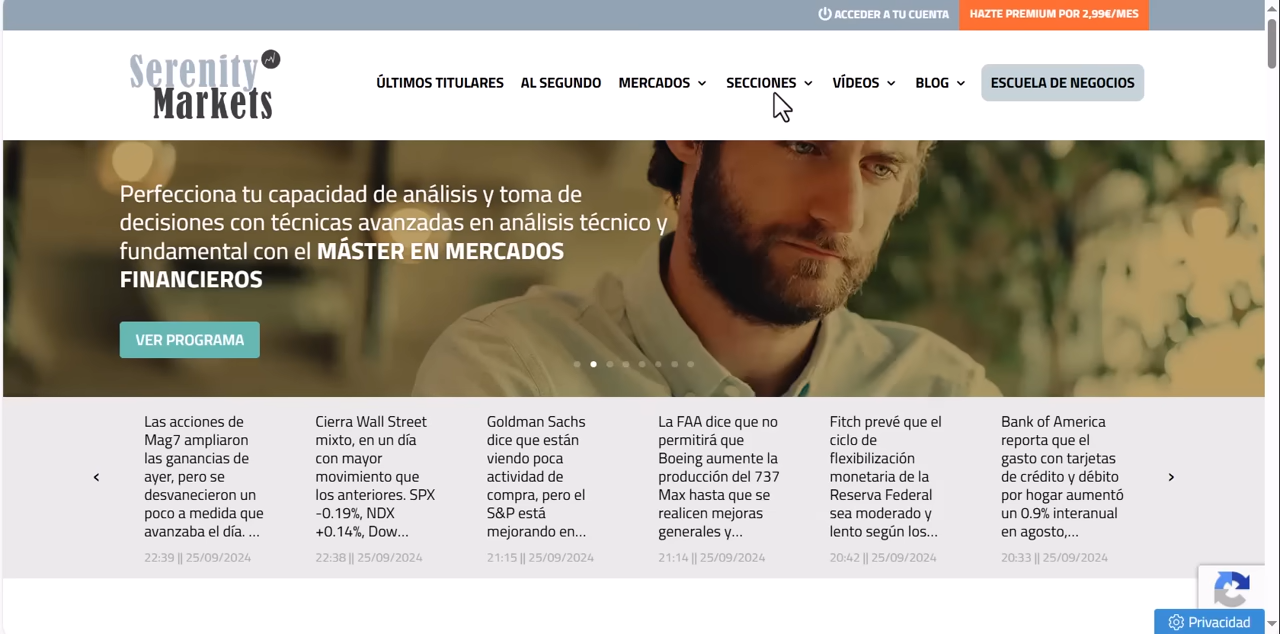 ACCEDER A TU CUENTA
HAZTE PREMIUM POR 2,99€/MES
Serenity
Markets
ÚLTIMOS TITULARES
AL SEGUNDO
MERCADOS
SECCIONES
VÍDEOS
BLOG
ESCUELA DE NEGOCIOS
Perfecciona tu capacidad de análisis y toma de
decisiones con técnicas avanzadas en análisis técnico y
fundamental con el MÁSTER EN MERCADOS
FINANCIEROS
VER PROGRAMA
Las acciones de
Mag7 ampliaron
las ganancias de
ayer, pero se
desvanecieron un
poco a medida que
avanzaba el día. ...
22:39 || 25/09/2024
Cierra Wall Street
mixto, en un día
con mayor
movimiento que
los anteriores. SPX
-0.19%, NDX
+0.14%, Dow...
22:38 || 25/09/2024
Goldman Sachs
dice que están
viendo poca
actividad de
compra, pero el
S&P está
mejorando en...
21:15 || 25/09/2024
La FAA dice que no
permitirá que
Boeing aumente la
producción del 737
Max hasta que se
realicen mejoras
generales y...
21:14 || 25/09/2024
Fitch prevé que el
ciclo de
flexibilización
monetaria de la
Reserva Federal
sea moderado y
lento según los...
20:42 || 25/09/2024
Bank of America
reporta que el
gasto con tarjetas
de crédito y débito
por hogar aumentó
un 0.9% interanual
en agosto,...
20:33 || 25/09/2024
Privacidad